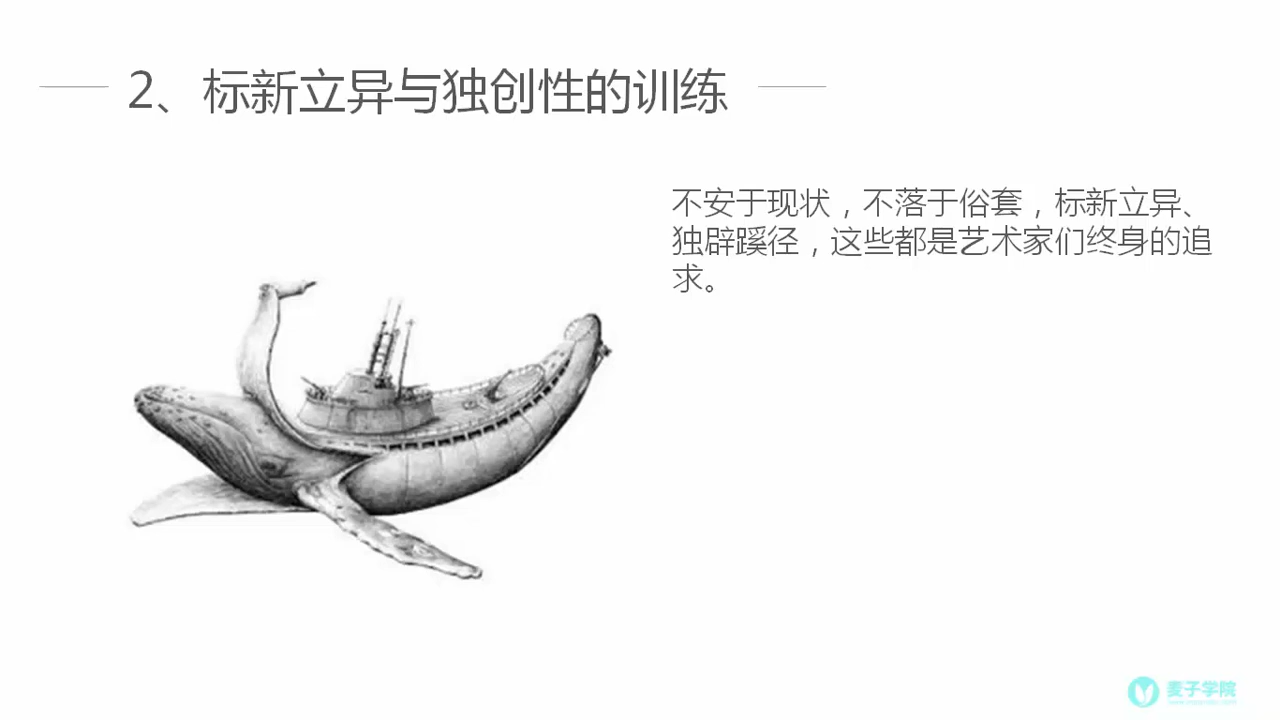 2、标新立异与独创性的训练
不安于现状，不落于俗套，标新立异、
独辟蹊径，这些都是艺术家们终身的追
求。
麦子学院